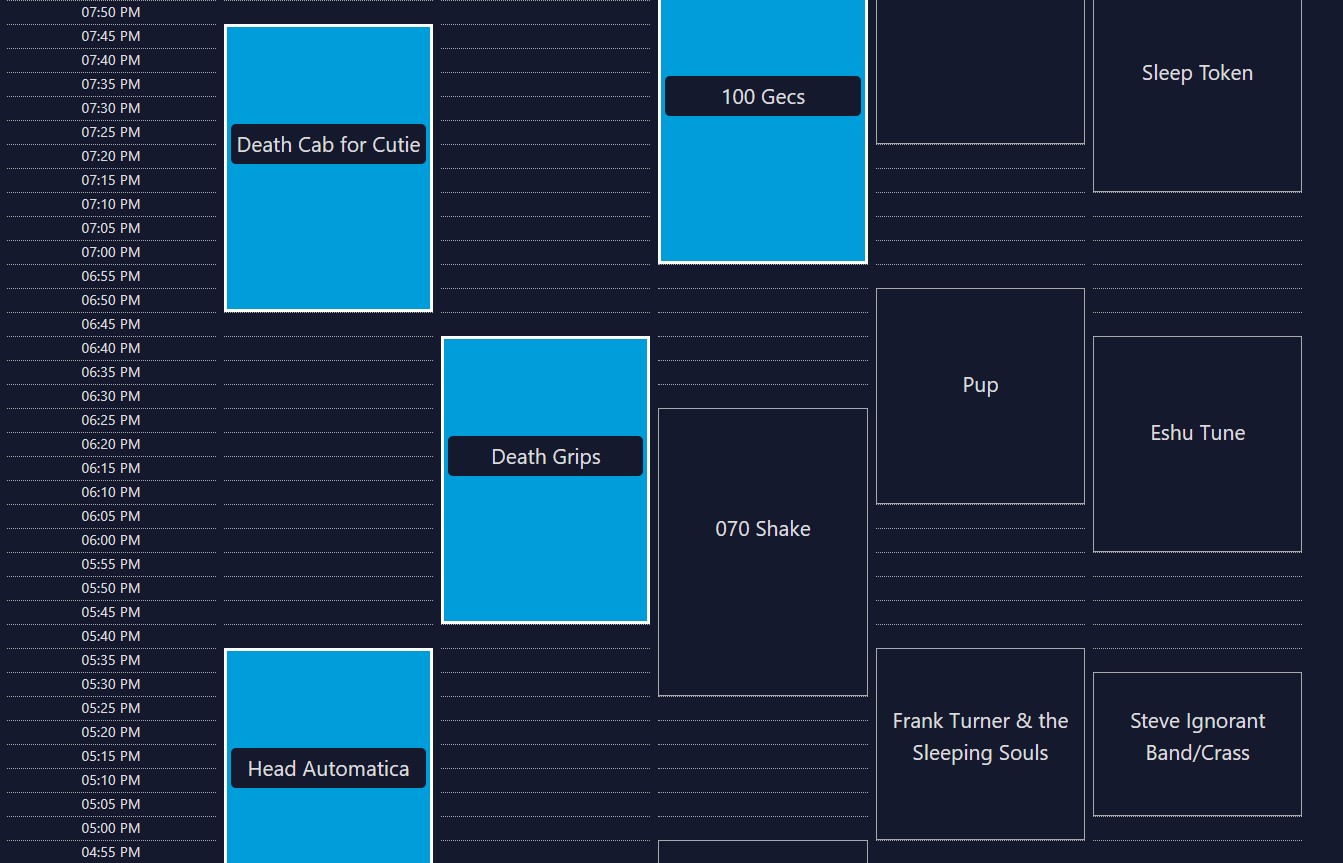 07:50 PM
07:45 PM
07:40 PM
07:35 PM
07:30 PM
07:25 PM
07:20 PM
07:15 PM
07:10 PM
07:05 PM
07:00 PM
06:55 PM
06:50 PM
06:45 PM
06:40 PM
06:35 PM
06:30 PM
06:25 PM
06:20 PM
06:15 PM
06:10 PM
06:05 PM
06:00 PM
05:55 PM
05:50 PM
05:45 PM
05:40 PM
05:35 PM
05:30 PM
05:25 PM
05:20 PM
05:15 PM
05:10 PM
05:05 PM
05:00 PM
04:55 PM
Death Cab for Cutie
Head Automatica
Death Grips
100 Gecs
070 Shake
Pup
Frank Turner & the
Sleeping Souls
Sleep Token
Eshu Tune
Steve Ignorant
Band/Crass